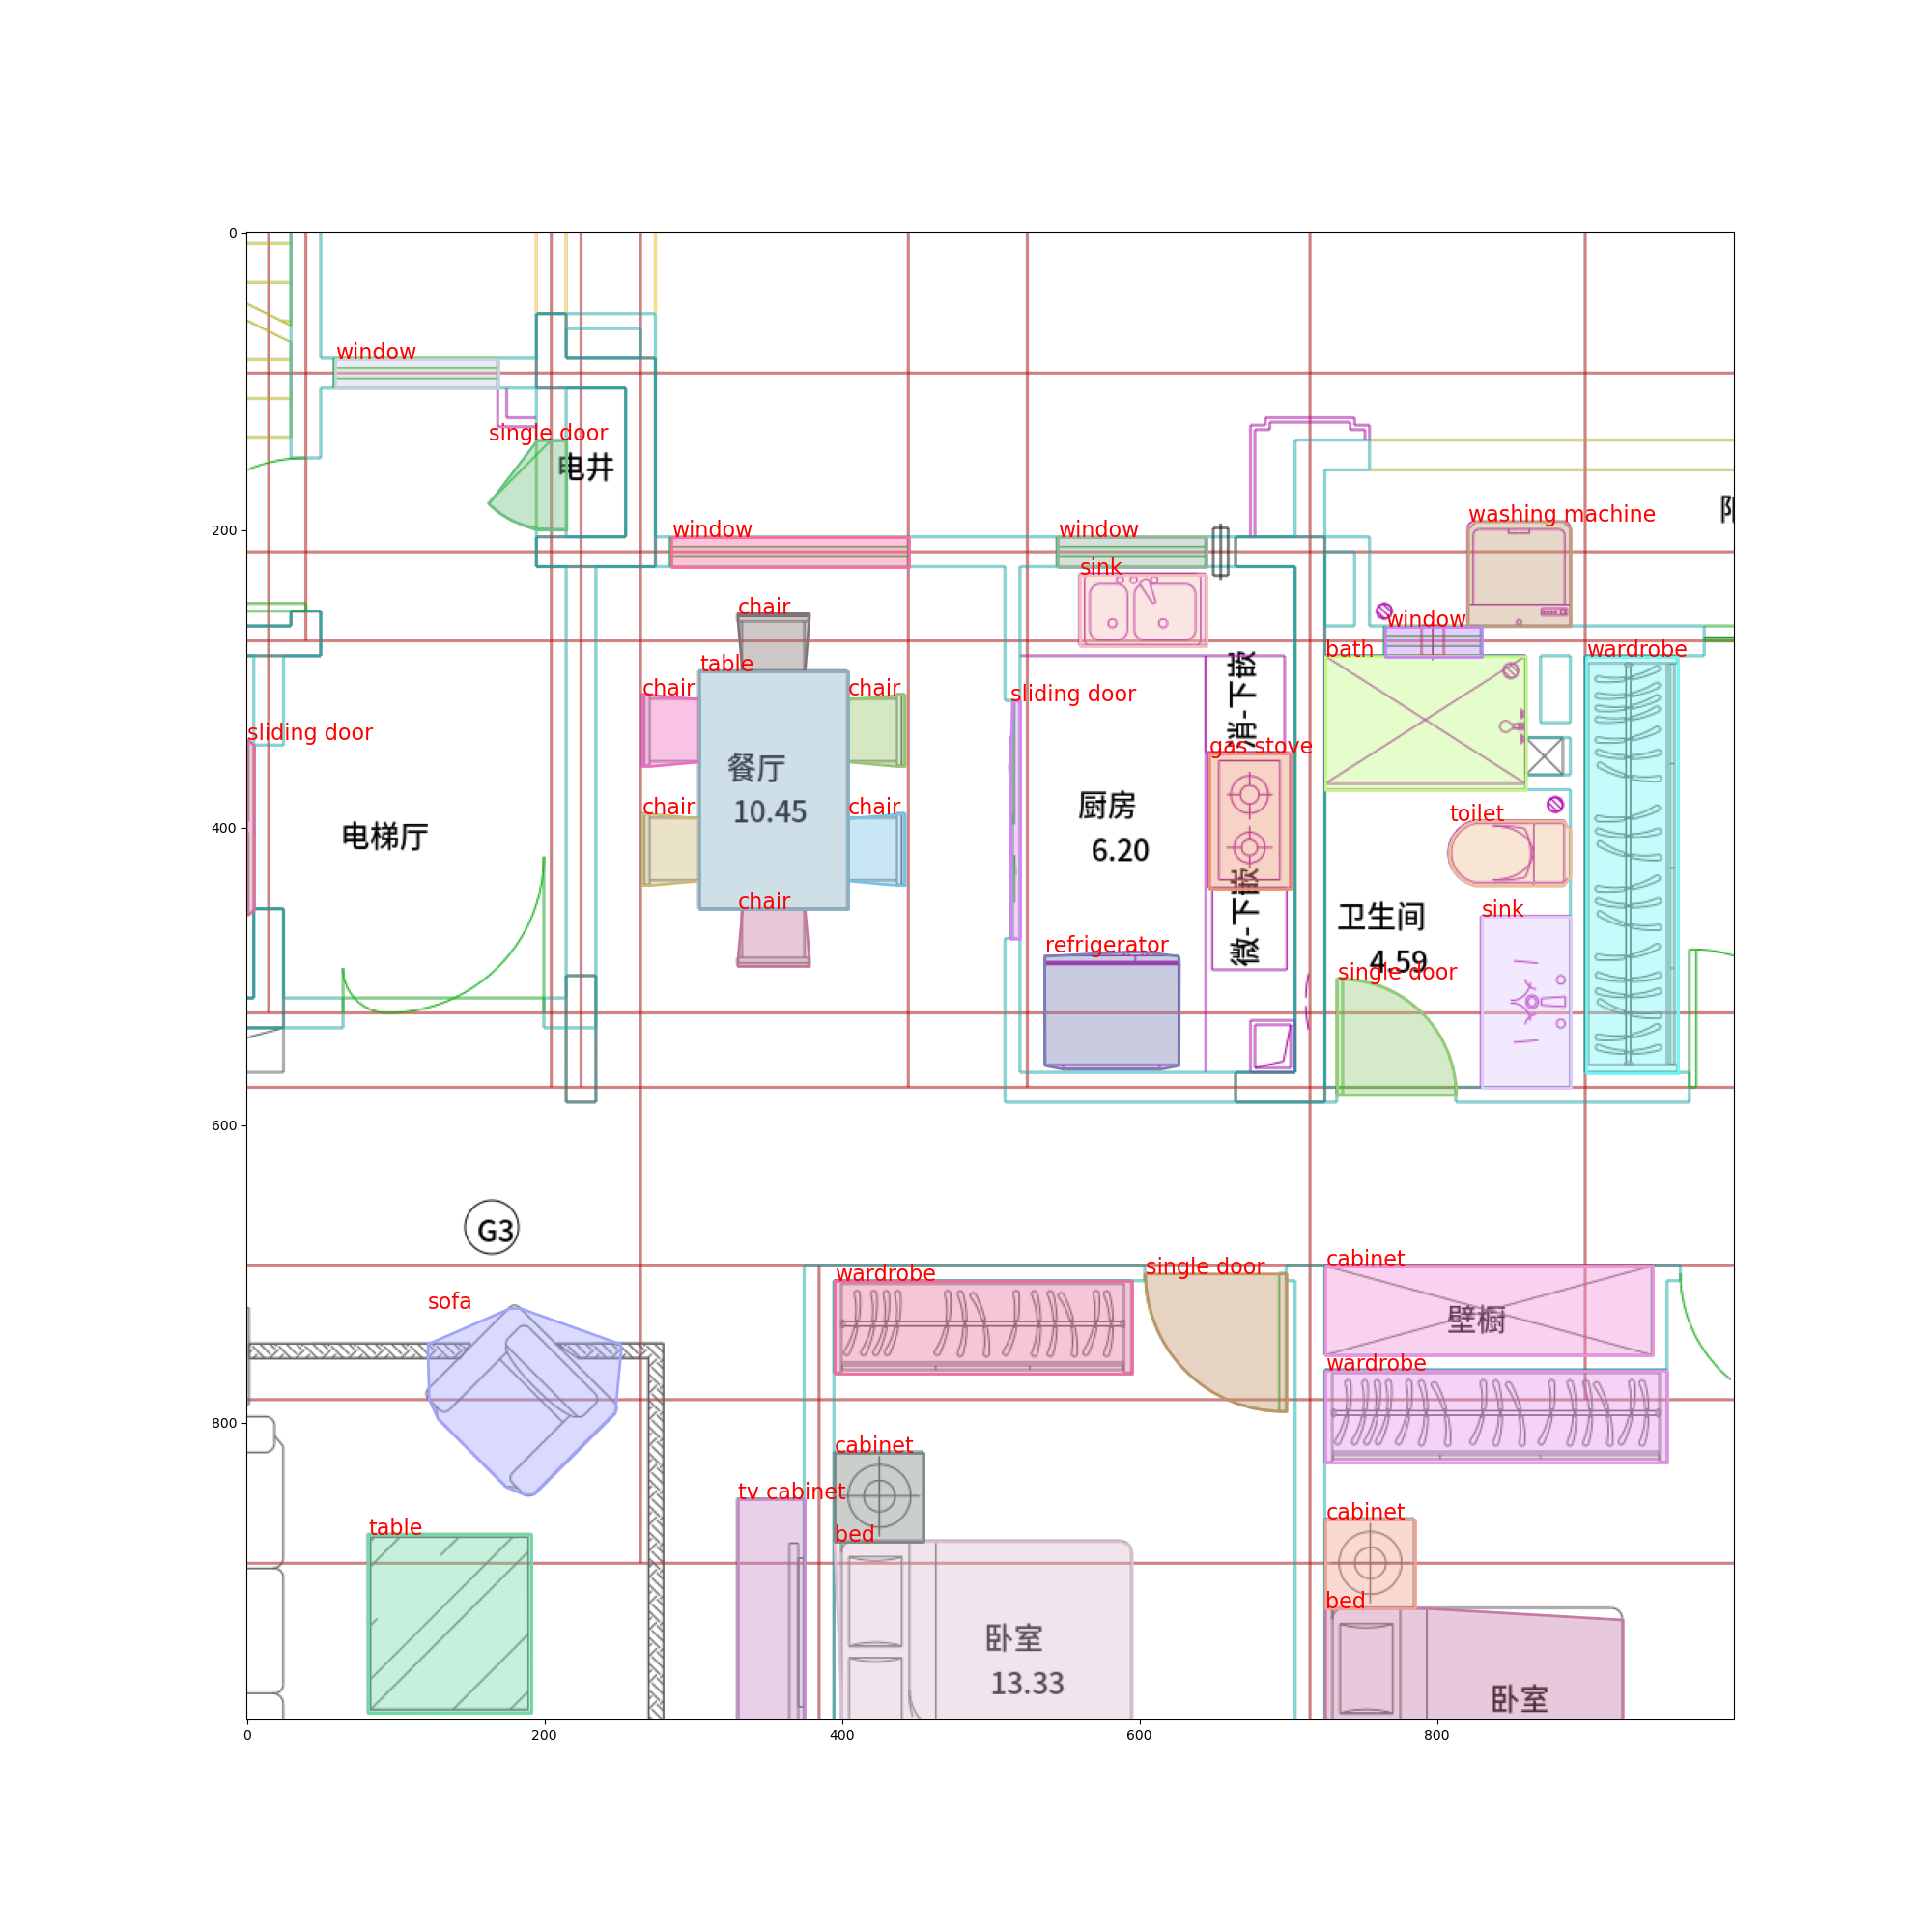 0
window
single door
电井
200
window
window
washing machine
sink
chair
window
table
bath
wardrobe
chair
chair
sliding door
消-下嵌
sliding door
gas stove
餐厅
10.45
厨房
6.20
chair
chair
toilet
400
电梯厅
微-下嵌
chair
sink
卫生间
4.59
refrigerator
single door
600
G3
cabinet
single door
wardrobe
sofa
壁橱
wardrobe
800
cabinet
tv cabinet
cabinet
table
bed
bed
卧室
13.33
卧室
0
200
400
600
800